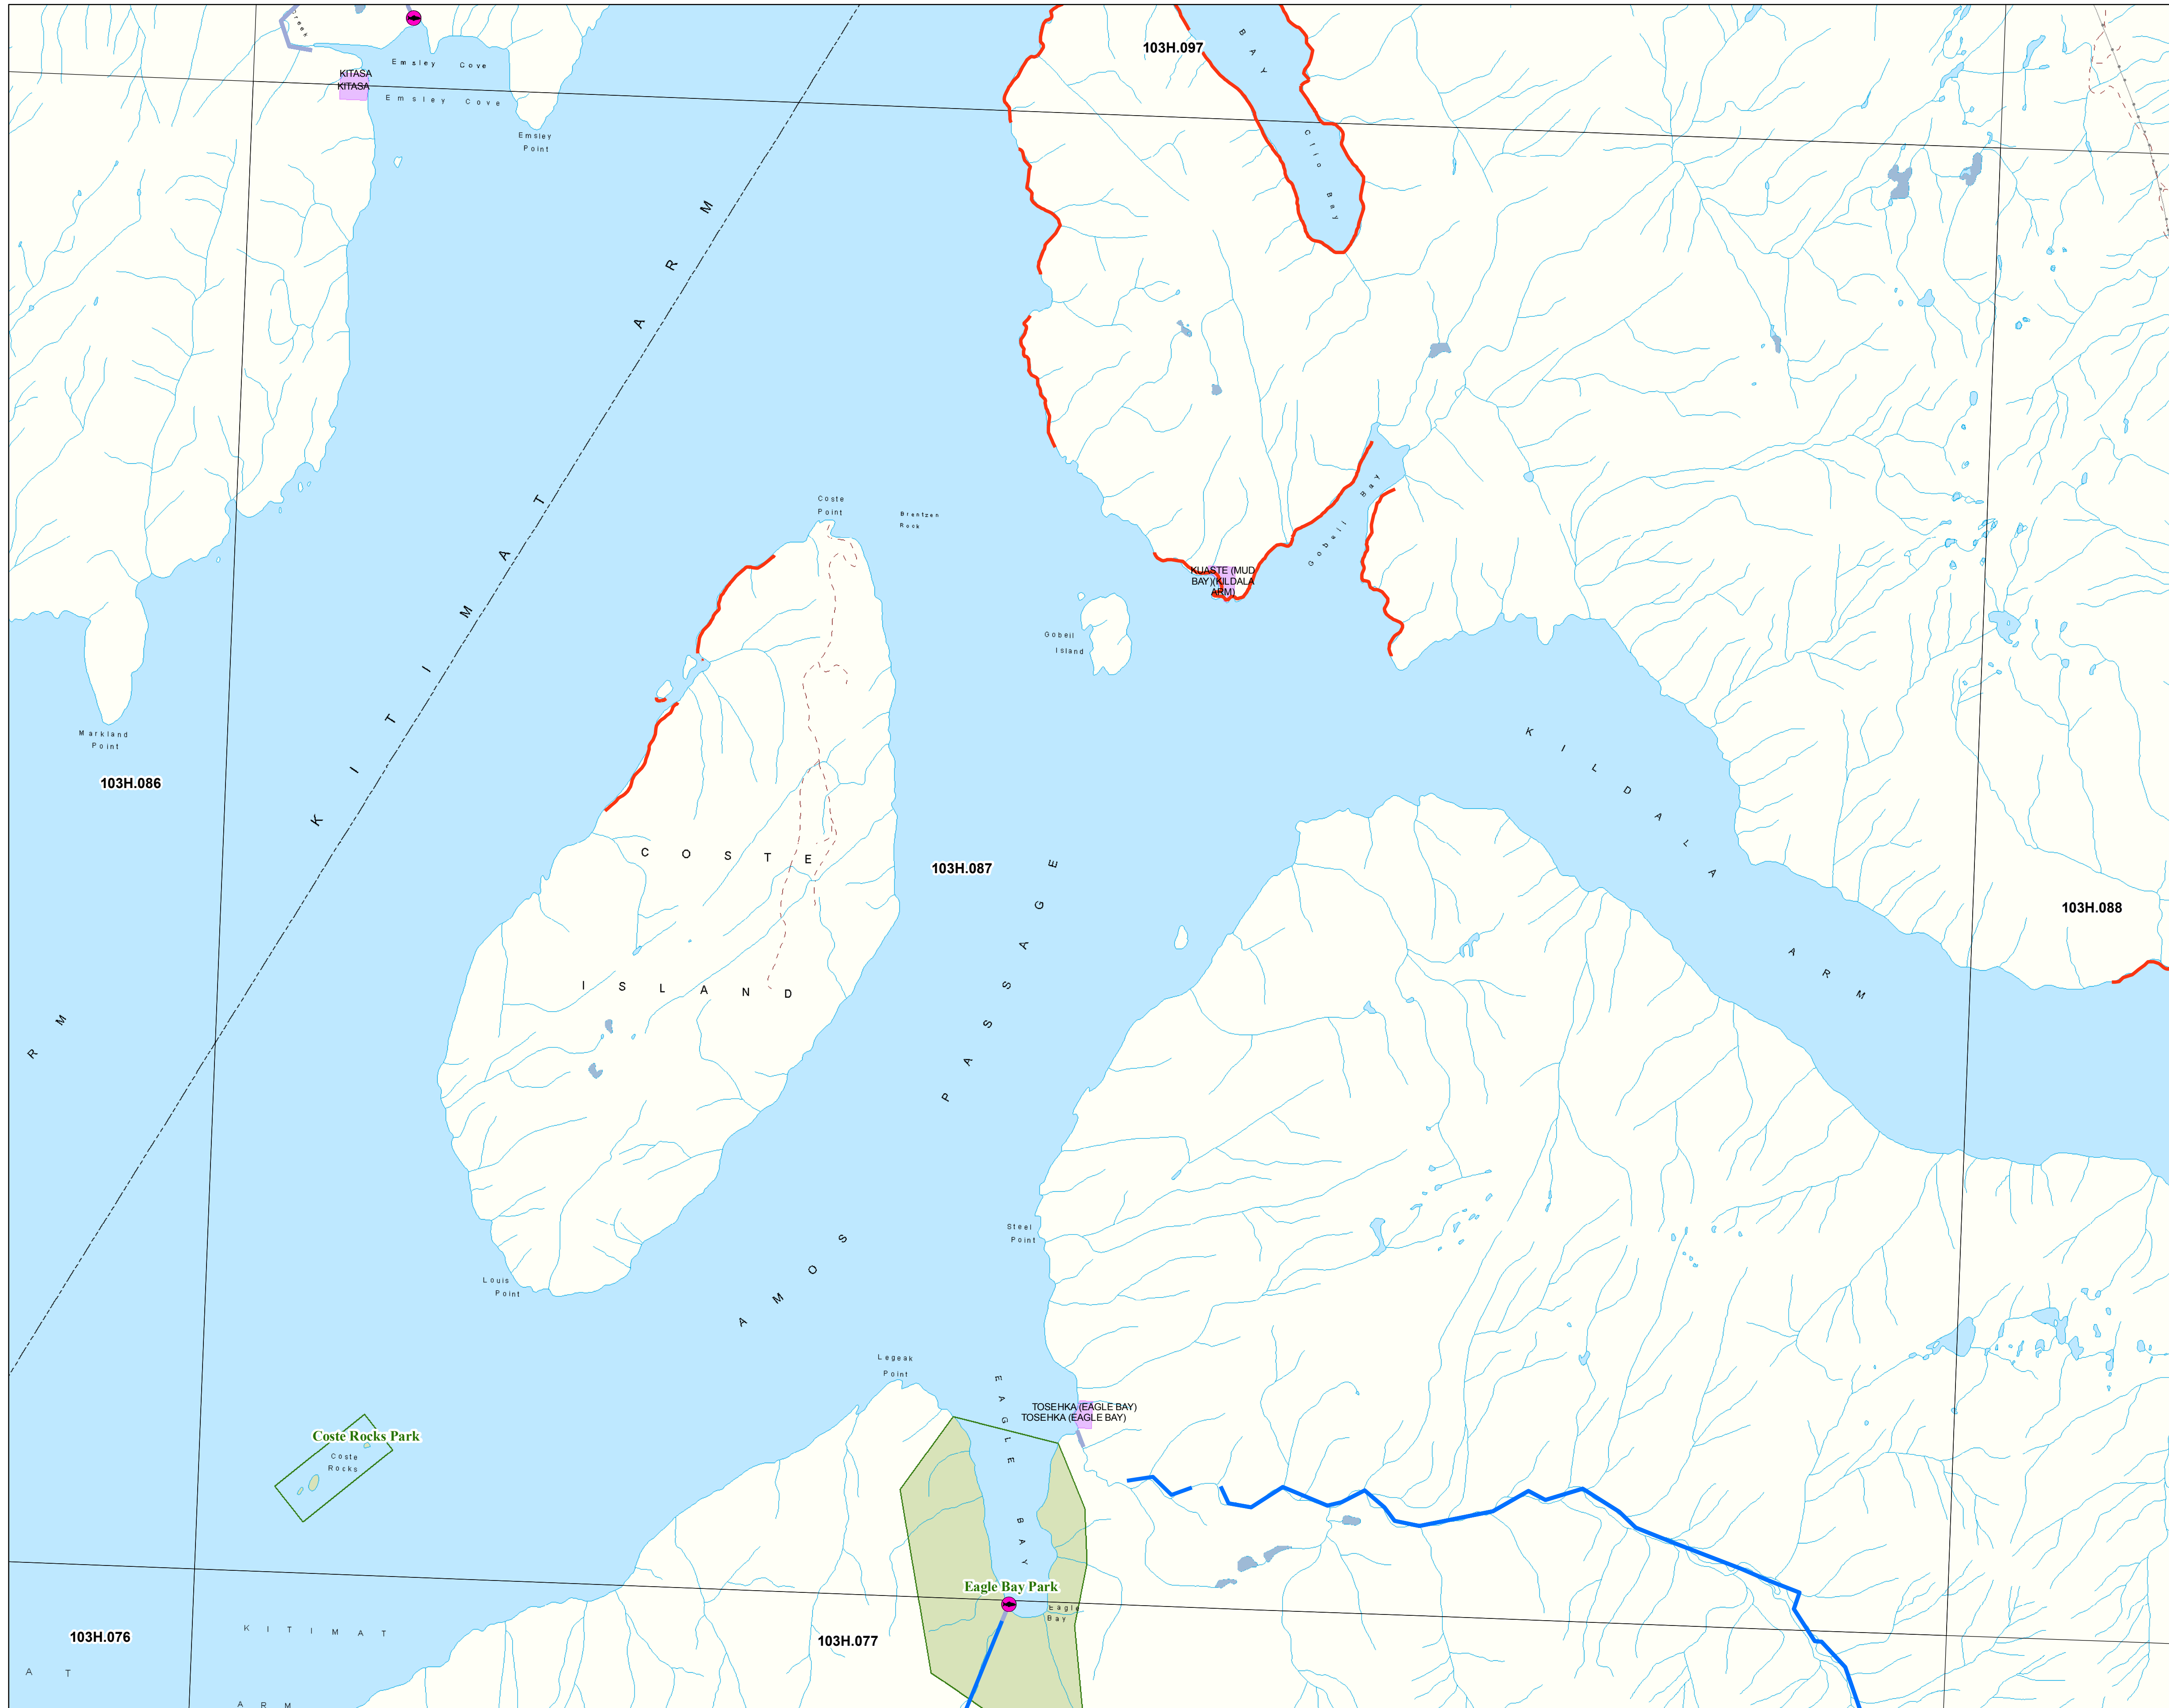 Creek
Emsley Cove
KITASA
KITASA
Emsley Cove
Emsley
Point
103H.097
BAY
Clio Bay
KITIMAT ARM
Coste
Point
Brentzen
Rock
Gobeil Bay
KUASTE (MUD
BAY)(KILDALA
ARM)
Gobeil
Island
Markland
Point
103H.086
KILDALA ARM
COSTE
ISLAND
103H.087
103H.088
AMOS PASSAGE
RM
Steel
Point
Louis
Point
Legeak
Point
EAGLE BAY
TOSEHKA (EAGLE BAY)
TOSEHKA (EAGLE BAY)
Coste Rocks Park
Coste
Rocks
Eagle Bay Park
Eagle
Bay
103H.076
KITIMAT
ARM
AT
103H.077